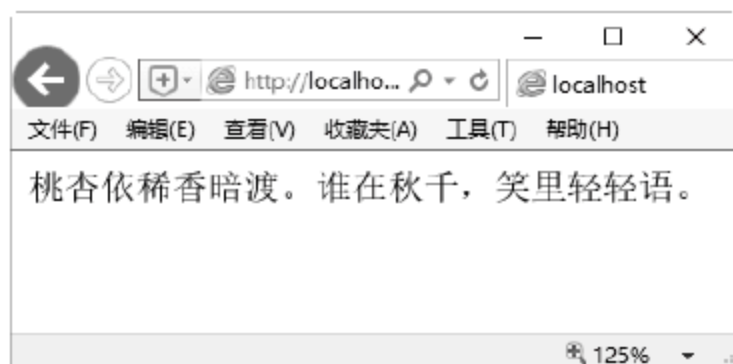 http://localho...
localhost
文件(F) 编辑(E) 查看(V) 收藏夹(A) 工具(T) 帮助(H)
桃杏依稀香暗渡。谁在秋千，笑里轻轻语。
125%